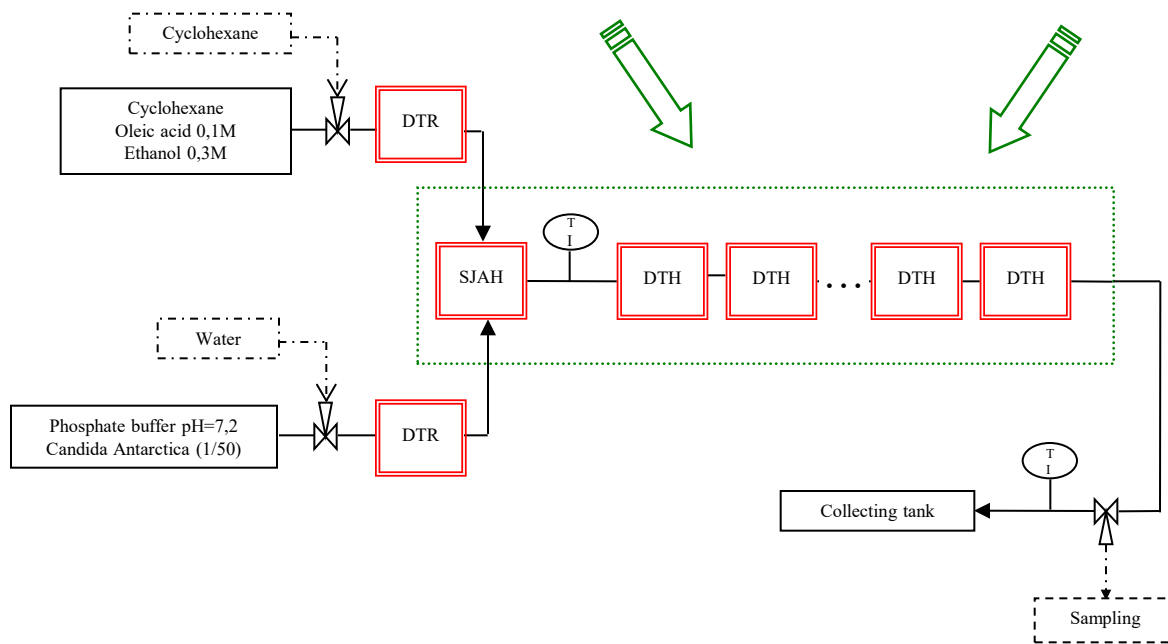 Cyclohexane
Cyclohexane
Oleic acid 0,1M
Ethanol 0,3M
DTR
T
I
SJAH
DTH
DTH
...
DTH
DTH
Water
Phosphate buffer pH=7,2
Candida Antarctica (1/50)
DTR
T
I
Collecting tank
Sampling